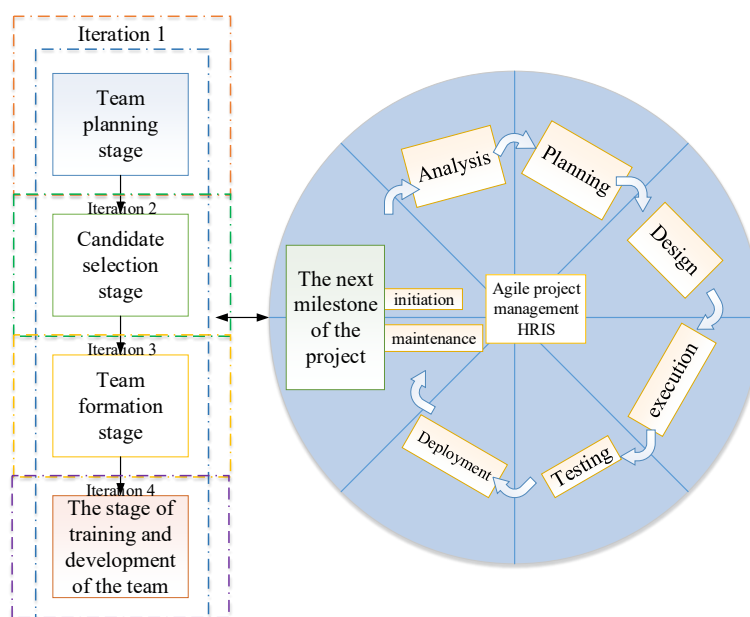 Iteration 1
Team
planning
stage
Iteration 2
Candidate
selection
stage
Iteration 3
Team
formation
stage
Iteration 4
The stage of
training and
development
of the team
Analysis
Planning
Design
execution
Testing
Deployment
The next
milestone
of the
project
initiation
maintenance
Agile project
management
HRIS